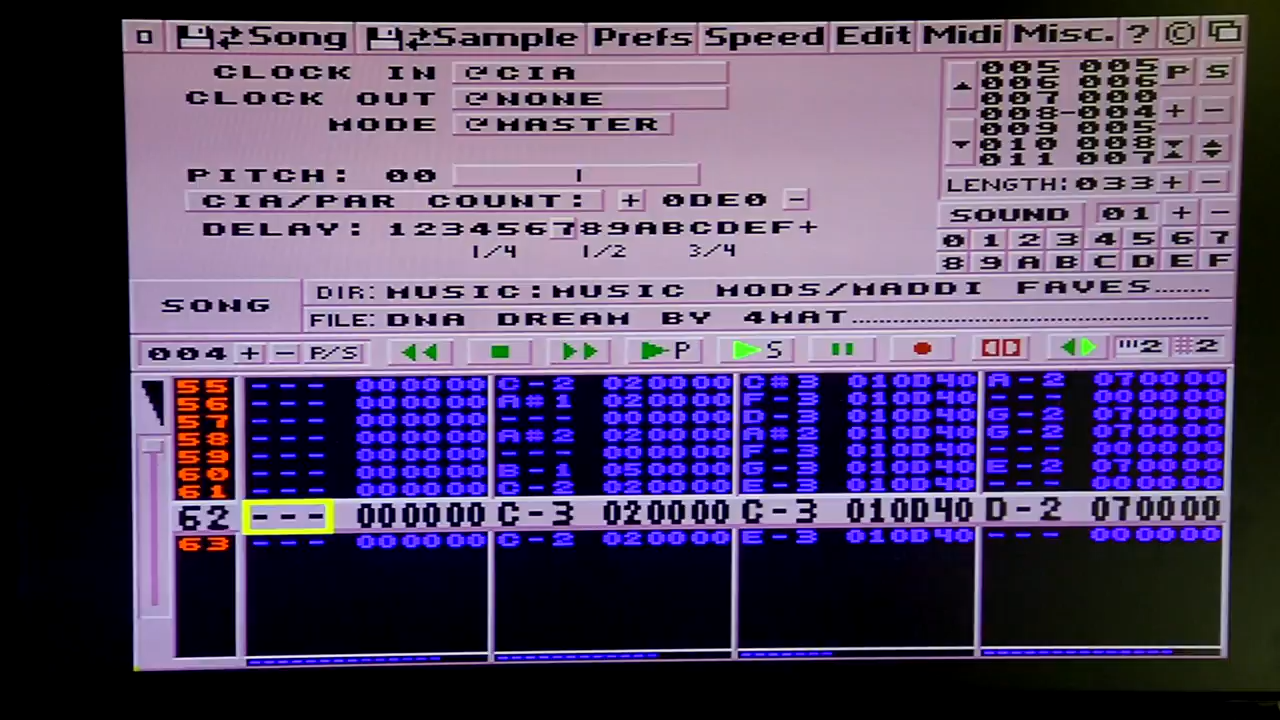 Song Sample Prefs Speed Edit Midi Misc. ? ©
CLOCK IN CIA
CLOCK OUT NONE
MODE MASTER
PITCH: 00
CIA/PAR COUNT: + 0DE0 -
DELAY: 123456789ABCDEF+
1/4 1/2 3/4
005 005 P S
006 006
007 000
008-004 + -
009 005
010 008
011 007
LENGTH:033 + -
SOUND 01 + -
0 1 2 3 4 5 6 7
8 9 A B C D E F
SONG
DIR: MUSIC:MUSIC MODS/MADDI FAVES........
FILE: DNA DREAM BY 4MAT................................................
004 + - P/S P S 2 2
55 --- 000000 C-2 020000 C#3 010D40 A-2 070000
56 --- 000000 A#1 020000 F-3 010D40 --- 000000
57 --- 000000 --- 000000 D-3 010D40 G-2 070000
58 --- 000000 A#2 020000 A#2 010D40 G-2 070000
59 --- 000000 --- 000000 F-3 010D40 --- 000000
60 --- 000000 B-1 050000 G-3 010D40 E-2 070000
61 --- 000000 C-2 020000 E-3 010D40 --- 000000
62 --- 000000 C-3 020000 C-3 010D40 D-2 070000
63 --- 000000 C-2 020000 E-3 010D40 --- 000000